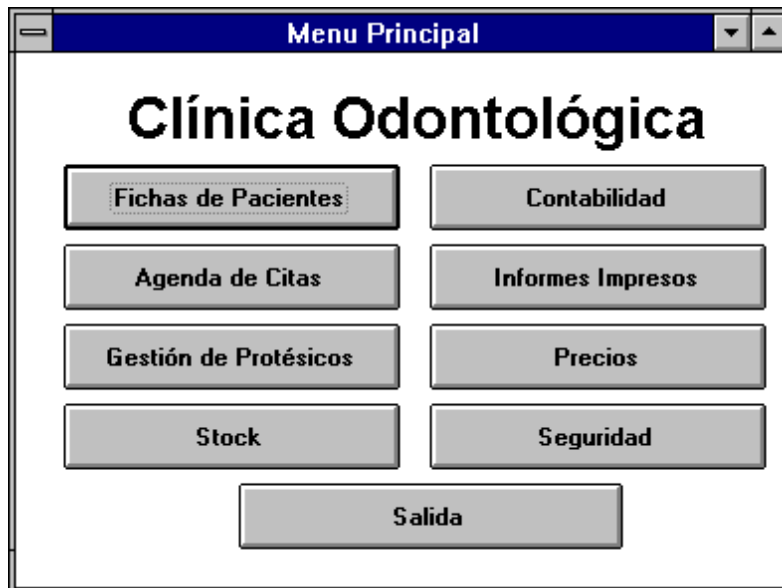 Menu Principal
Clínica Odontológica
Fichas de Pacientes
Contabilidad
Agenda de Citas
Informes Impresos
Gestión de Protésicos
Precios
Stock
Seguridad
Salida